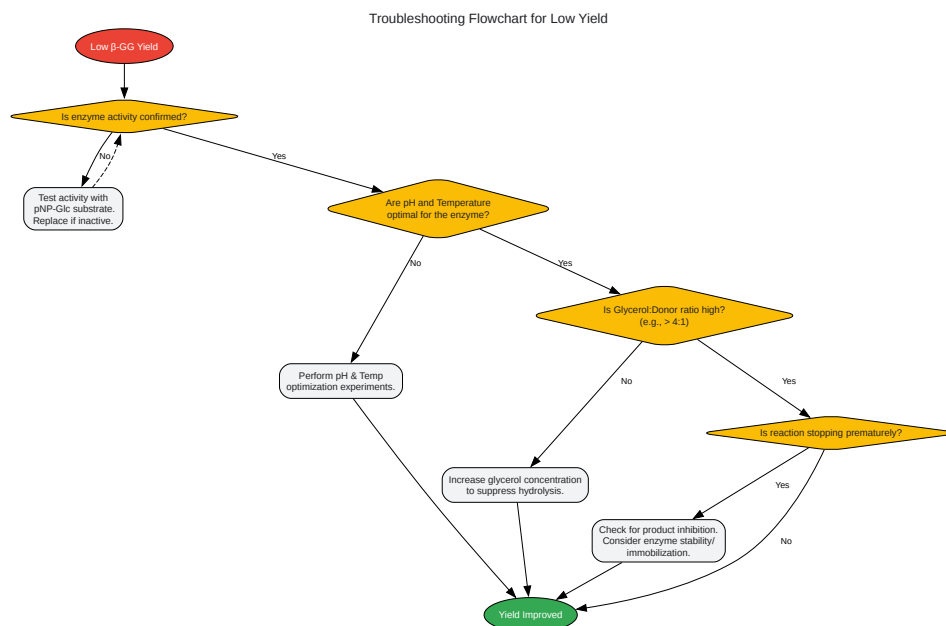 Troubleshooting Flowchart for Low Yield
Low β-GG Yield
Is enzyme activity confirmed?
No
Yes
Test activity with
pNP-Glc substrate.
Replace if inactive.
Are pH and Temperature
optimal for the enzyme?
No
Yes
Is Glycerol:Donor ratio high?
(e.g., > 4:1)
Perform pH & Temp
optimization experiments.
No
Yes
Is reaction stopping prematurely?
Increase glycerol concentration
to suppress hydrolysis.
Yes
No
Check for product inhibition.
Consider enzyme stability/
immobilization.
Yield Improved